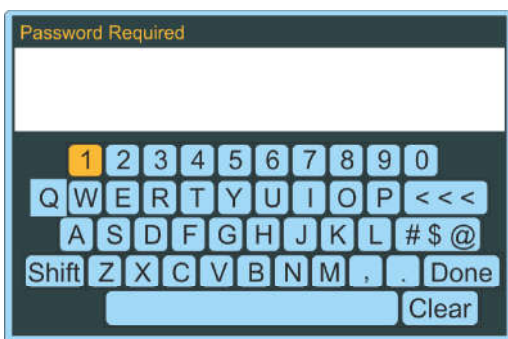 Password Required
1 2 3 4 5 6 7 8 9 0
Q W E R T Y U I O P < < <
A S D F G H J K L # $ @
Shift Z X C V B N M , . Done
Clear